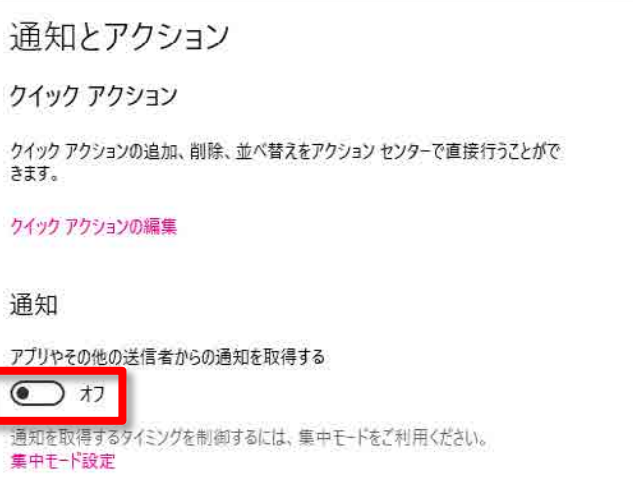 通知とアクション
クイック アクション
クイック アクションの追加、削除、並べ替えをアクション センターで直接行うことがで
きます。
クイック アクションの編集
通知
アプリやその他の送信者からの通知を取得する
オフ
通知を取得するタイミングを制御するには、集中モードをご利用ください。
集中モード設定